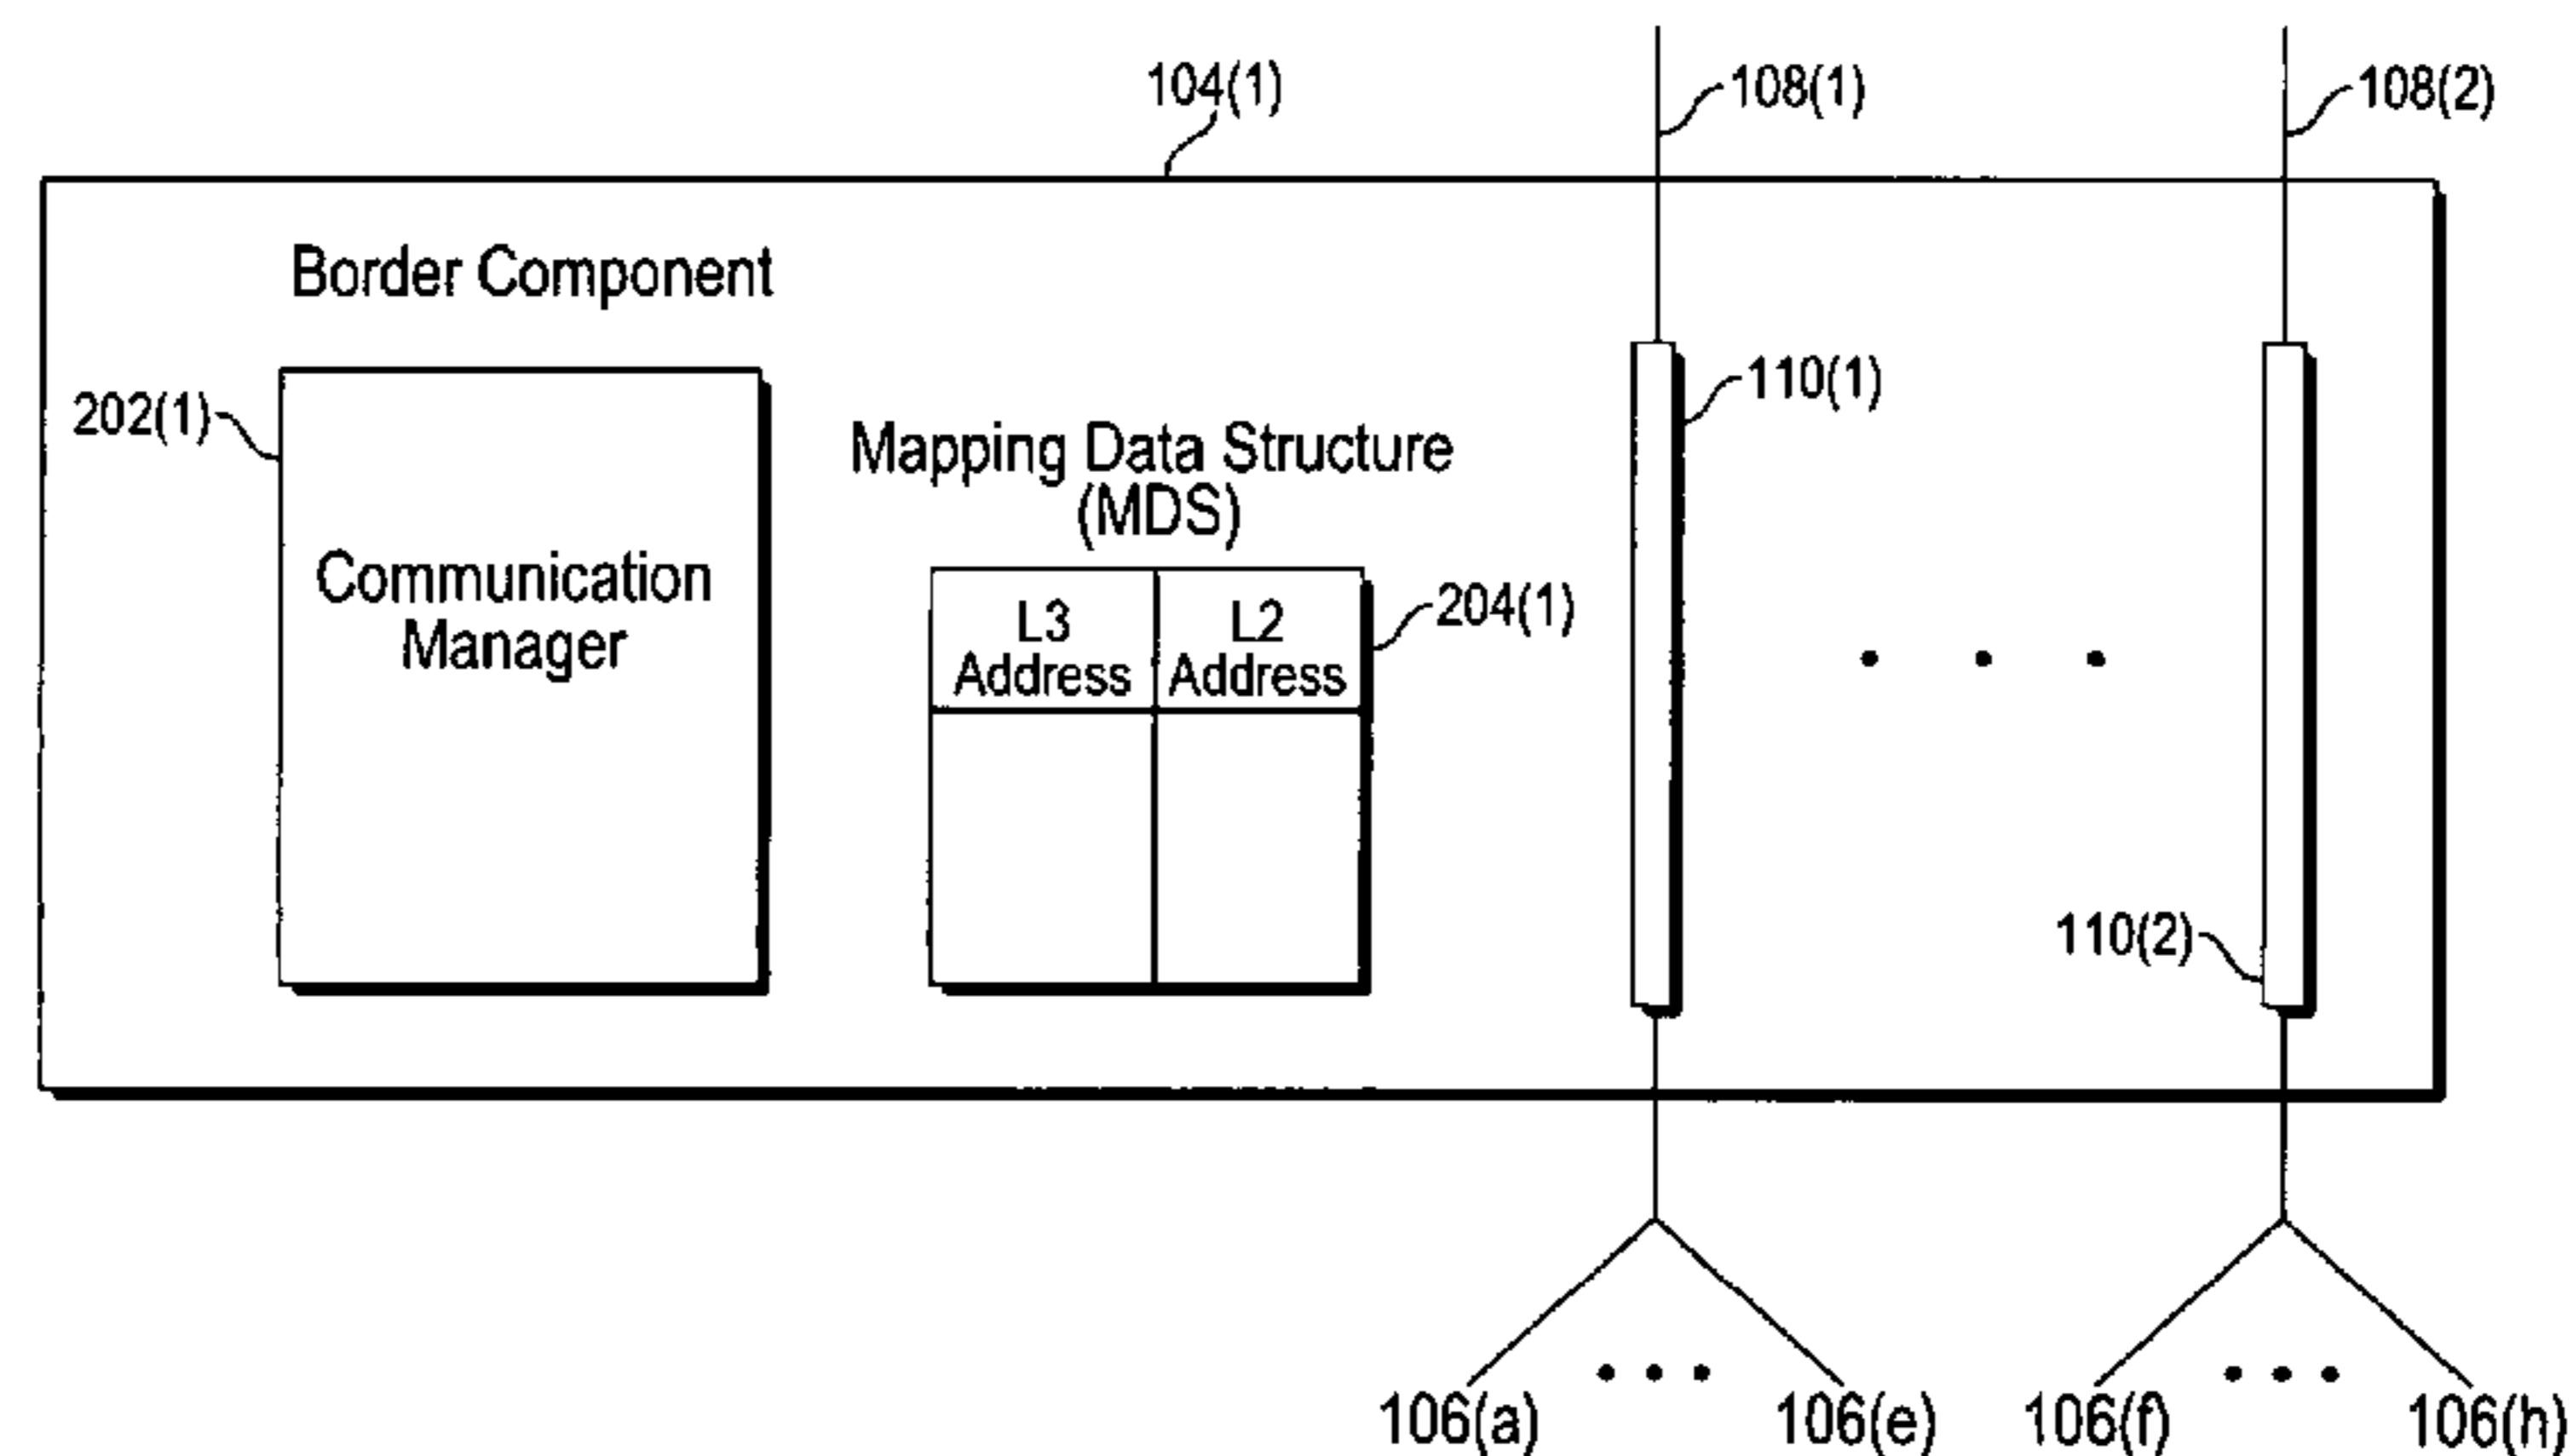 104(1)
108(1)
108(2)
Border Component
110(1)
202(1)
Mapping Data Structure
(MDS)
Communication
Manager
L3
Address
L2
Address
204(1)
110(2)
106(a)
106(e)
106(f)
106(h)